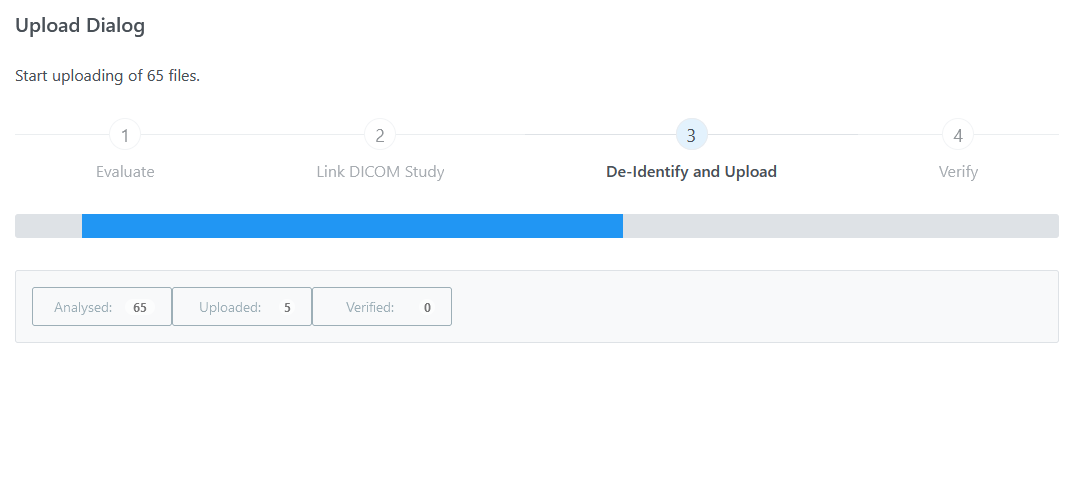 Upload Dialog
Start uploading of 65 files.
1 2 3 4
Evaluate Link DICOM Study De-Identify and Upload Verify
Analysed: 65 Uploaded: 5 Verified: 0